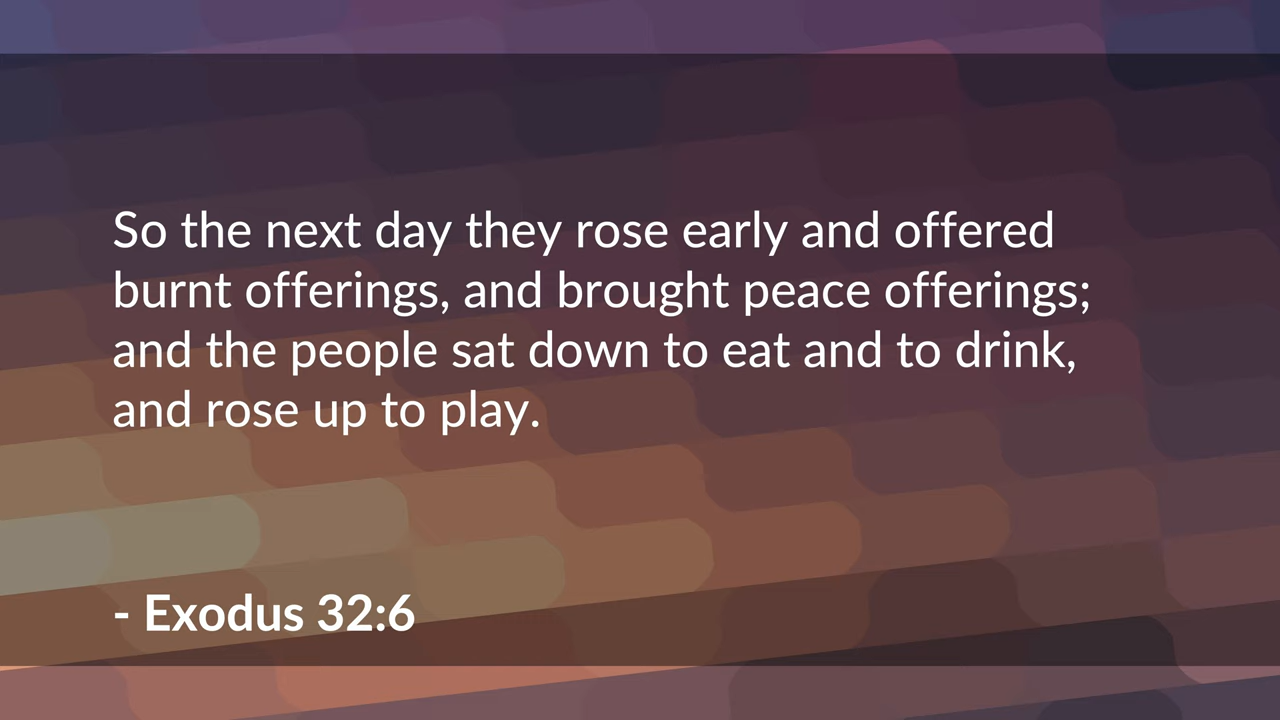 So the next day they rose early and offered
burnt offerings, and brought peace offerings;
and the people sat down to eat and to drink,
and rose up to play.
- Exodus 32:6